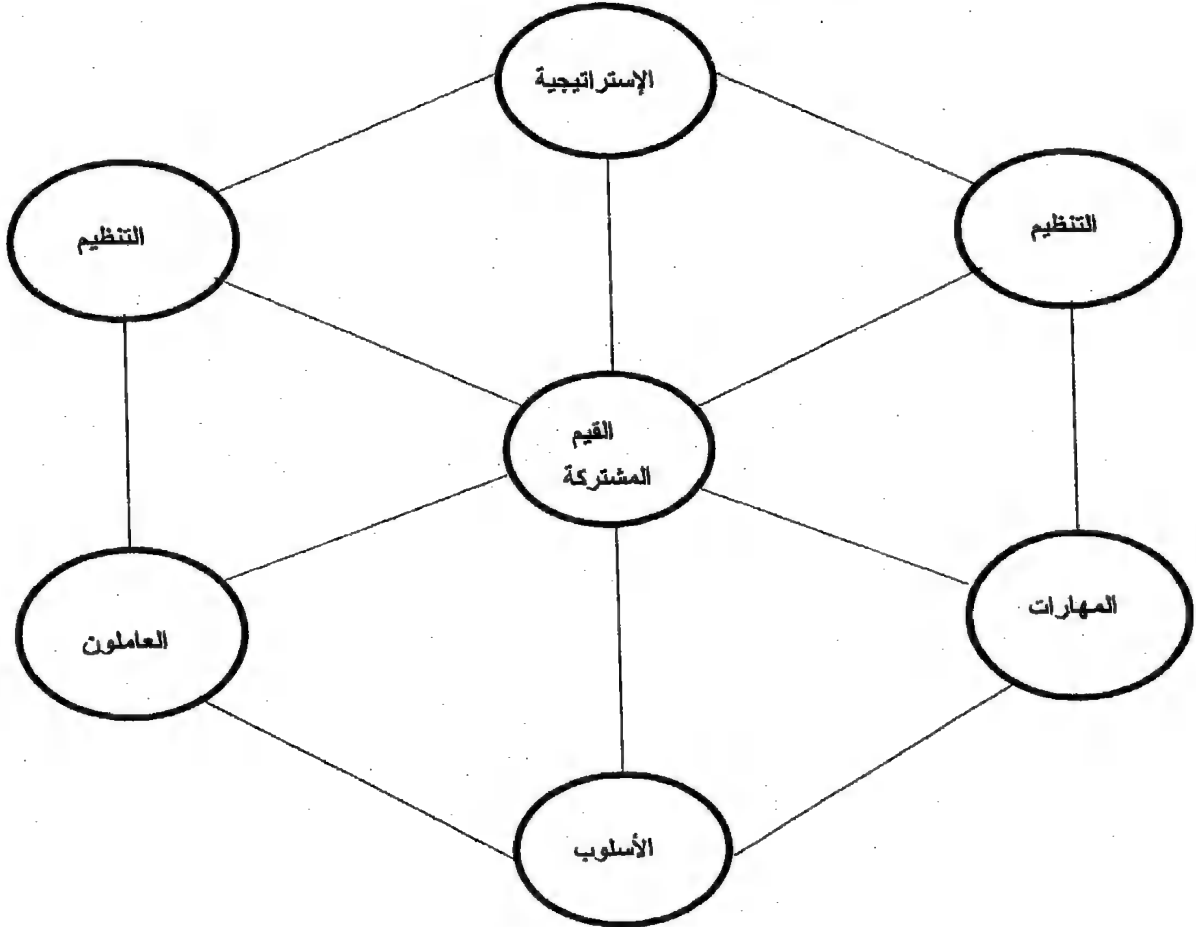 الإستراتيجية
التنظيم
التنظيم
القيم
المشتركة
المهارات
العاملون
الأسلوب